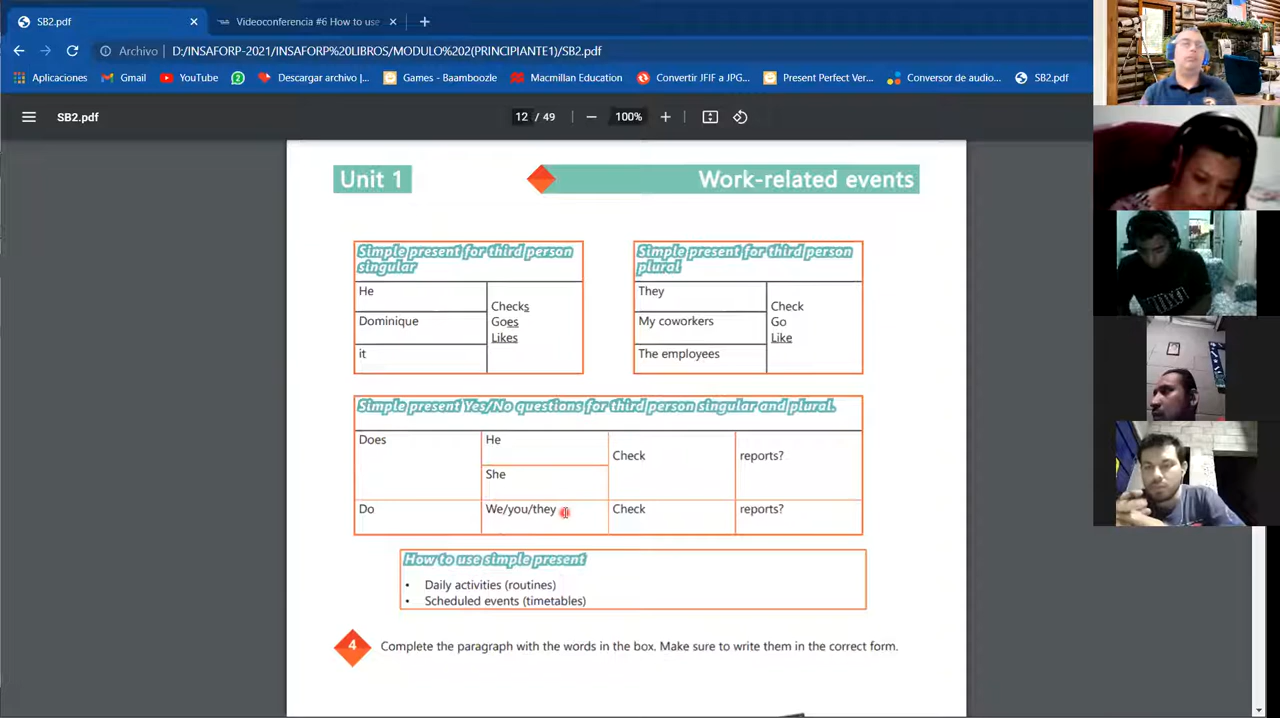 SB2.pdf
Videoconferencia #6 How to use
Archivo
D:/INSAFORP-2021/INSAFORP%20LIBROS/MODULO%202(PRINCIPIANTE1)/SB2.pdf
Aplicaciones
Gmail
YouTube
2
Descargar archivo |...
Games - Baamboozle
Macmillan Education
Convertir JFIF a JPG...
Present Perfect Ver...
Conversor de audio...
SB2.pdf
SB2.pdf
12 / 49
100%
Unit 1
Work-related events
Simple present for third person
singular
He
Dominique
it
Checks
Goes
Likes
Simple present for third person
plural
They
My coworkers
The employees
Check
Go
Like
Simple present Yes/No questions for third person singular and plural.
Does
He
She
Check
reports?
Do
We/you/they
Check
reports?
How to use simple present
• Daily activities (routines)
• Scheduled events (timetables)
4
Complete the paragraph with the words in the box. Make sure to write them in the correct form.